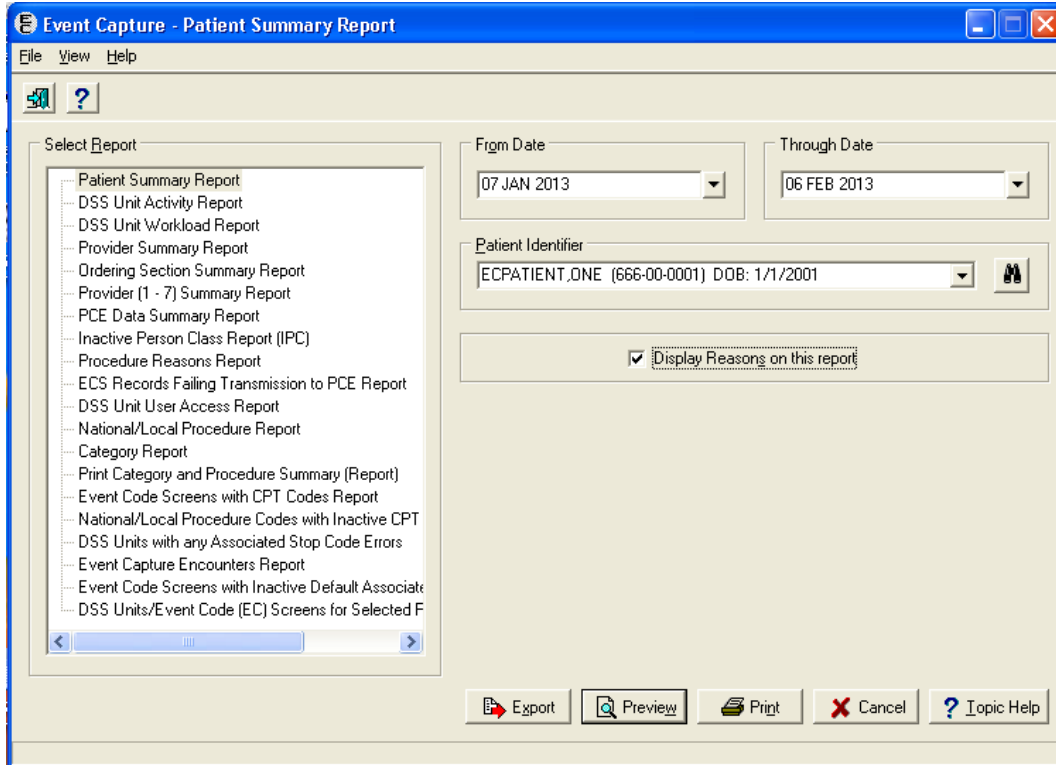 Event Capture - Patient Summary Report
File View Help
Select Report
Patient Summary Report
DSS Unit Activity Report
DSS Unit Workload Report
Provider Summary Report
Ordering Section Summary Report
Provider (1 - 7) Summary Report
PCE Data Summary Report
Inactive Person Class Report (IPC)
Procedure Reasons Report
ECS Records Failing Transmission to PCE Report
DSS Unit User Access Report
National/Local Procedure Report
Category Report
Print Category and Procedure Summary (Report)
Event Code Screens with CPT Codes Report
National/Local Procedure Codes with Inactive CPT
DSS Units with any Associated Stop Code Errors
Event Capture Encounters Report
Event Code Screens with Inactive Default Associate
DSS Units/Event Code (EC) Screens for Selected F
From Date
07 JAN 2013
Through Date
06 FEB 2013
Patient Identifier
ECPATIENT,ONE (666-00-0001) DOB: 1/1/2001
Display Reasons on this report
Export Preview Print Cancel Topic Help